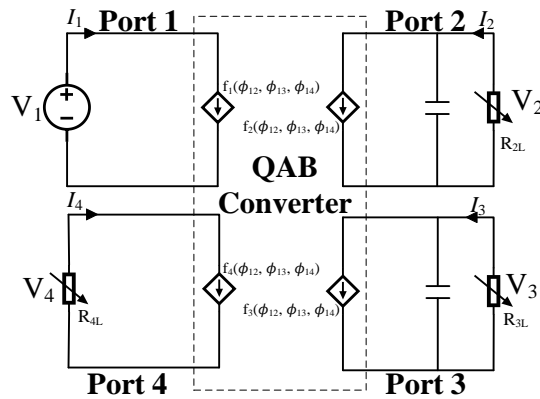 I₁ Port 1 Port 2 I₂
V₁ f₁(ϕ₁₂, ϕ₁₃, ϕ₁₄) V₂
f₂(ϕ₁₂, ϕ₁₃, ϕ₁₄)
R₂L
QAB
Converter
I₄ I₃
V₄ f₄(ϕ₁₂, ϕ₁₃, ϕ₁₄) V₃
f₃(ϕ₁₂, ϕ₁₃, ϕ₁₄)
R₄L R₃L
Port 4 Port 3